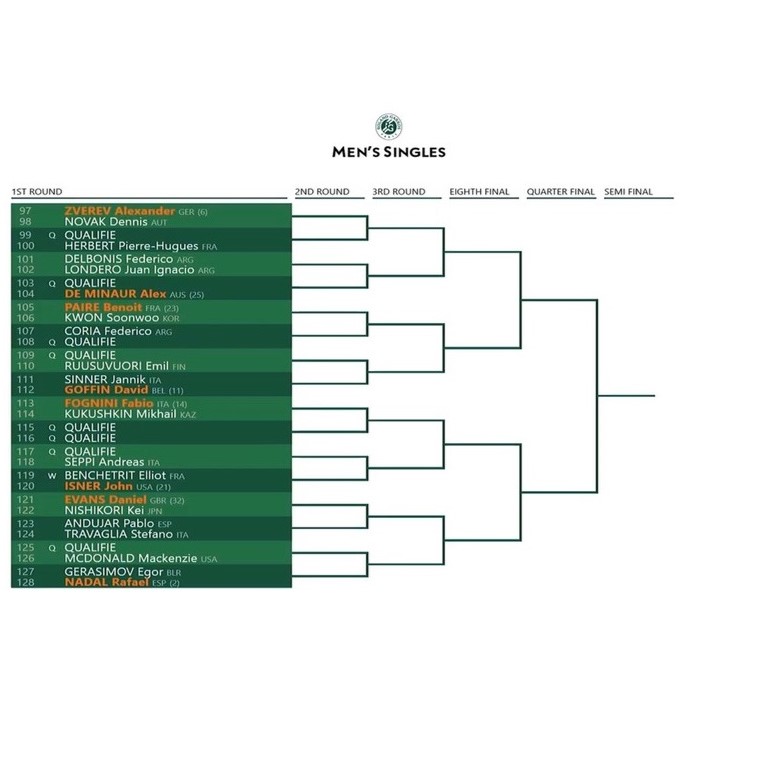 MEN'S SINGLES
1ST ROUND 2ND ROUND 3RD ROUND EIGHTH FINAL QUARTER FINAL SEMI FINAL
97 ZVEREV Alexander GER (6)
98 NOVAK Dennis AUT
99 Q QUALIFIE
100 HERBERT Pierre-Hugues FRA
101 DELBONIS Federico ARG
102 LONDERO Juan Ignacio ARG
103 Q QUALIFIE
104 DE MINAUR Alex AUS (25)
105 PAIRE Benoit FRA (23)
106 KWON Soonwoo KOR
107 CORIA Federico ARG
108 Q QUALIFIE
109 Q QUALIFIE
110 RUUSUVUORI Emil FIN
111 SINNER Jannik ITA
112 GOFFIN David BEL (11)
113 FOGNINI Fabio ITA (14)
114 KUKUSHKIN Mikhail KAZ
115 Q QUALIFIE
116 Q QUALIFIE
117 Q QUALIFIE
118 SEPPI Andreas ITA
119 W BENCHETRIT Elliot FRA
120 ISNER John USA (21)
121 EVANS Daniel GBR (32)
122 NISHIKORI Kei JPN
123 ANDUJAR Pablo ESP
124 TRAVAGLIA Stefano ITA
125 Q QUALIFIE
126 MCDONALD Mackenzie USA
127 GERASIMOV Egor BLR
128 NADAL Rafael ESP (2)